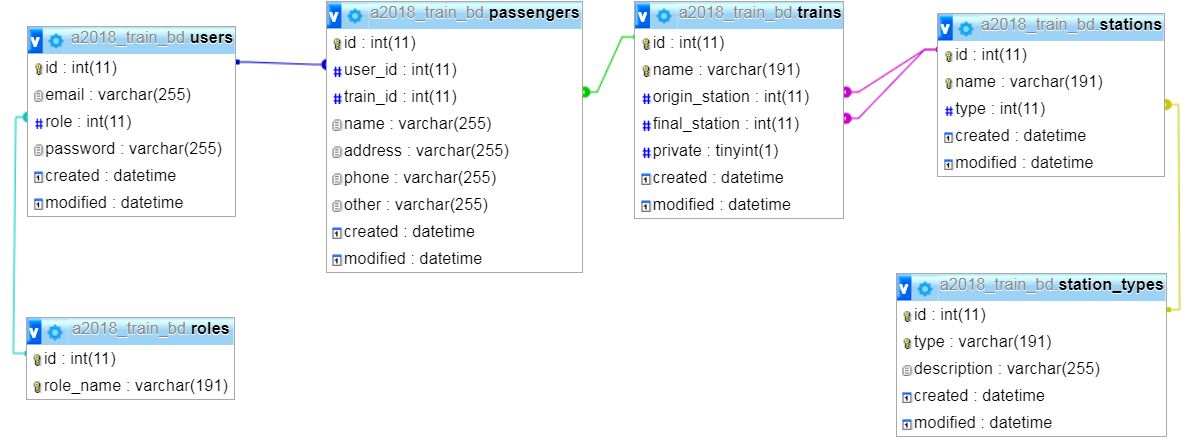 a2018_train_bd.users
id : int(11)
email : varchar(255)
role : int(11)
password : varchar(255)
created : datetime
modified : datetime
a2018_train_bd.passengers
id : int(11)
user_id : int(11)
train_id : int(11)
name : varchar(255)
address : varchar(255)
phone : varchar(255)
other : varchar(255)
created : datetime
modified : datetime
a2018_train_bd.trains
id : int(11)
name : varchar(191)
origin_station : int(11)
final_station : int(11)
private : tinyint(1)
created : datetime
modified : datetime
a2018_train_bd.stations
id : int(11)
name : varchar(191)
type : int(11)
created : datetime
modified : datetime
a2018_train_bd.roles
id : int(11)
role_name : varchar(191)
a2018_train_bd.station_types
id : int(11)
type : varchar(191)
description : varchar(255)
created : datetime
modified : datetime